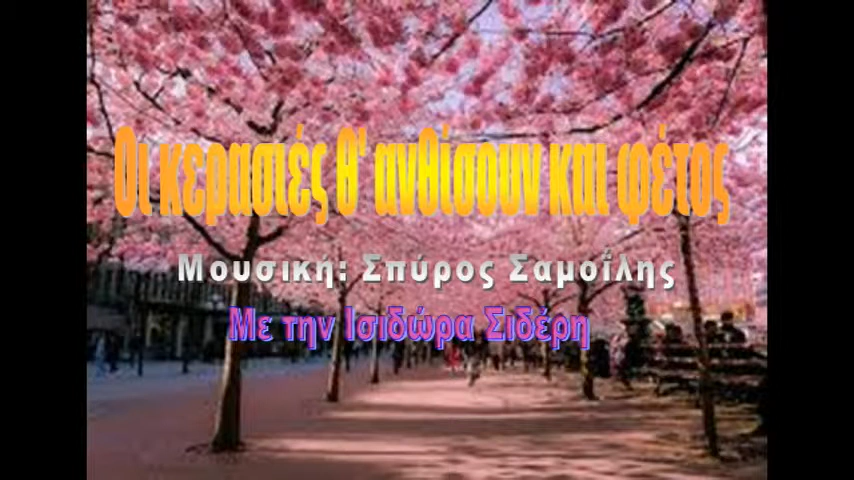 Οι κερασιές θ' ανθίσουν και φέτος
Μουσική: Σπύρος Σαμοΐλης
Με την Ισιδώρα Σιδέρη